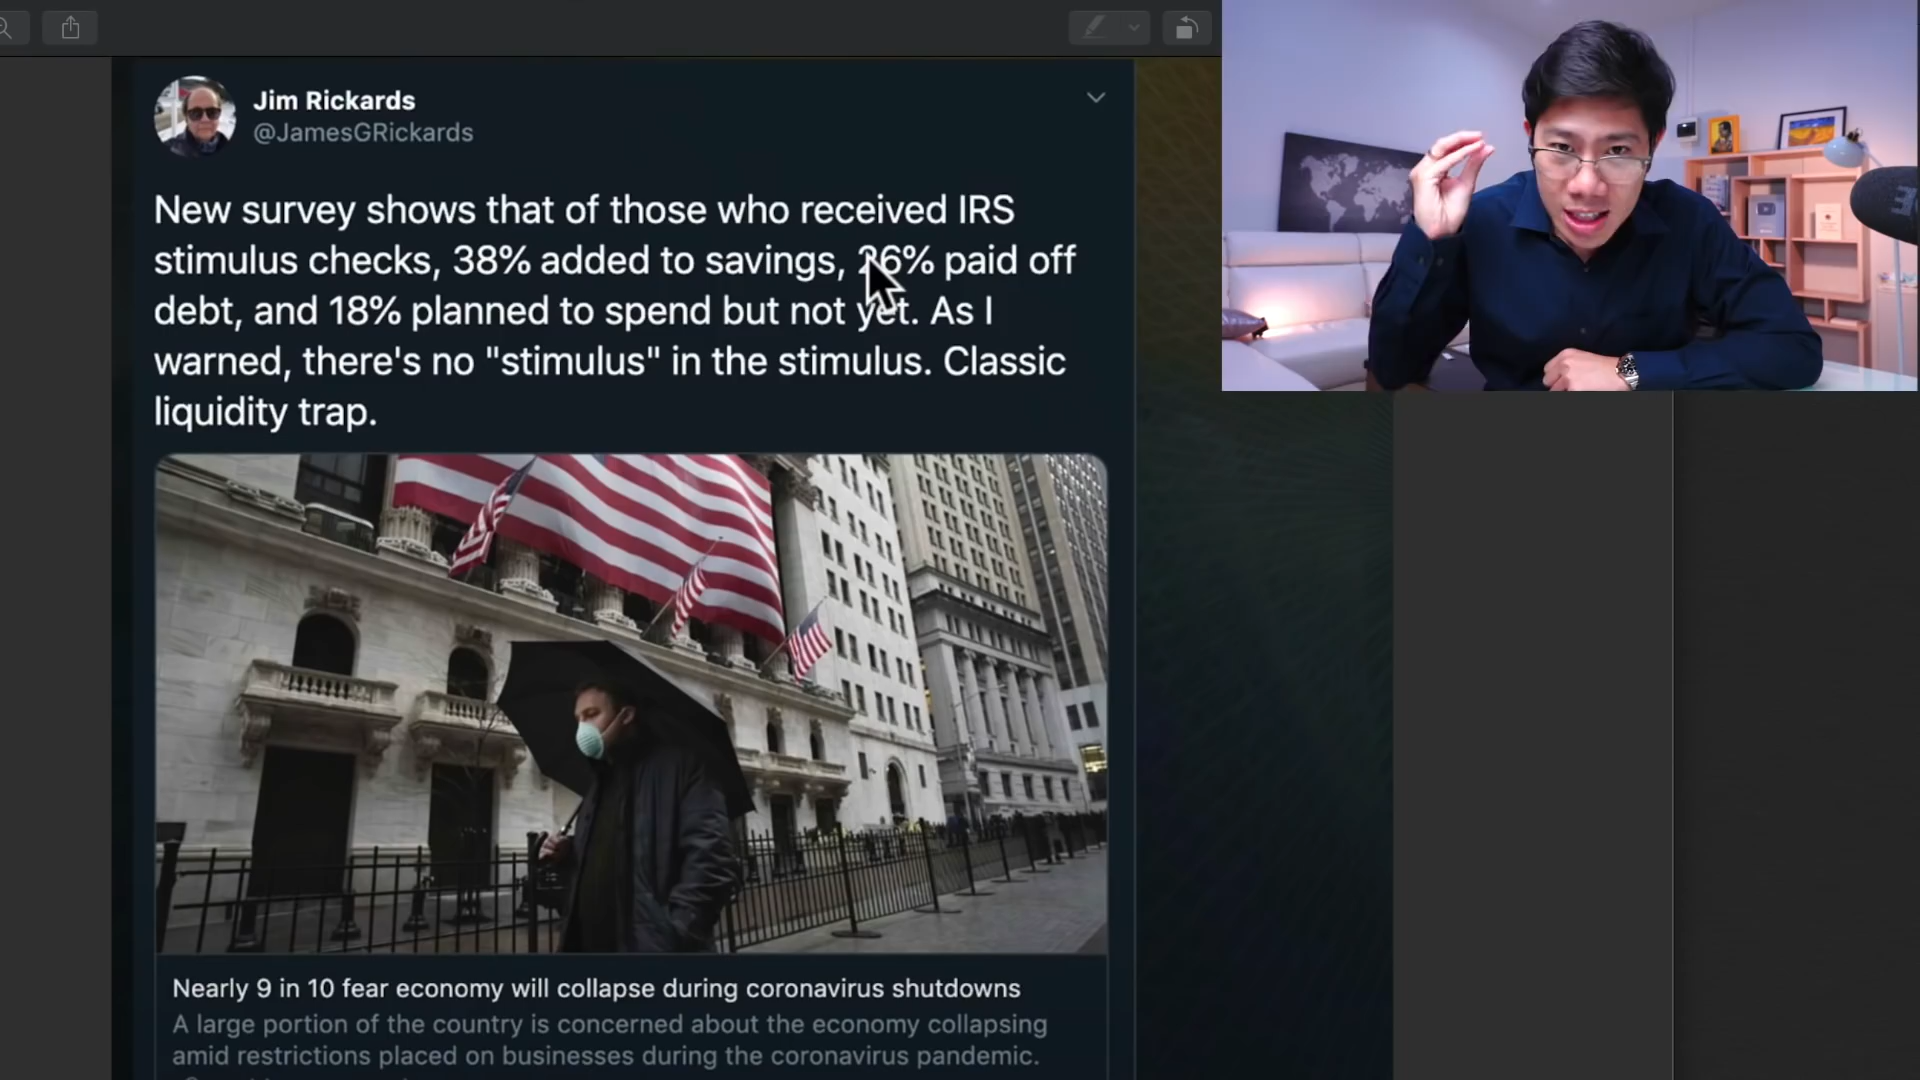 Jim Rickards
@JamesGRickards
New survey shows that of those who received IRS
stimulus checks, 38% added to savings, 26% paid off
debt, and 18% planned to spend but not yet. As I
warned, there's no "stimulus" in the stimulus. Classic
liquidity trap.
Nearly 9 in 10 fear economy will collapse during coronavirus shutdowns
A large portion of the country is concerned about the economy collapsing
amid restrictions placed on businesses during the coronavirus pandemic.